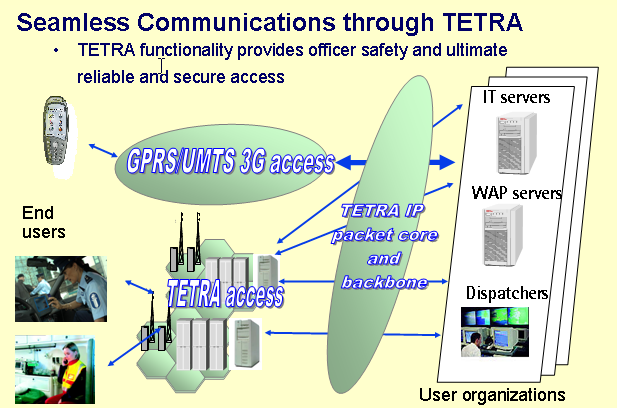 Seamless Communications through TETRA
• TETRA functionality provides officer safety and ultimate
reliable and secure access
IT servers
GPRS/UMTS 3G access
WAP servers
End
users
TETRA IP
packet core
and
backbone
TETRA access
Dispatchers
User organizations